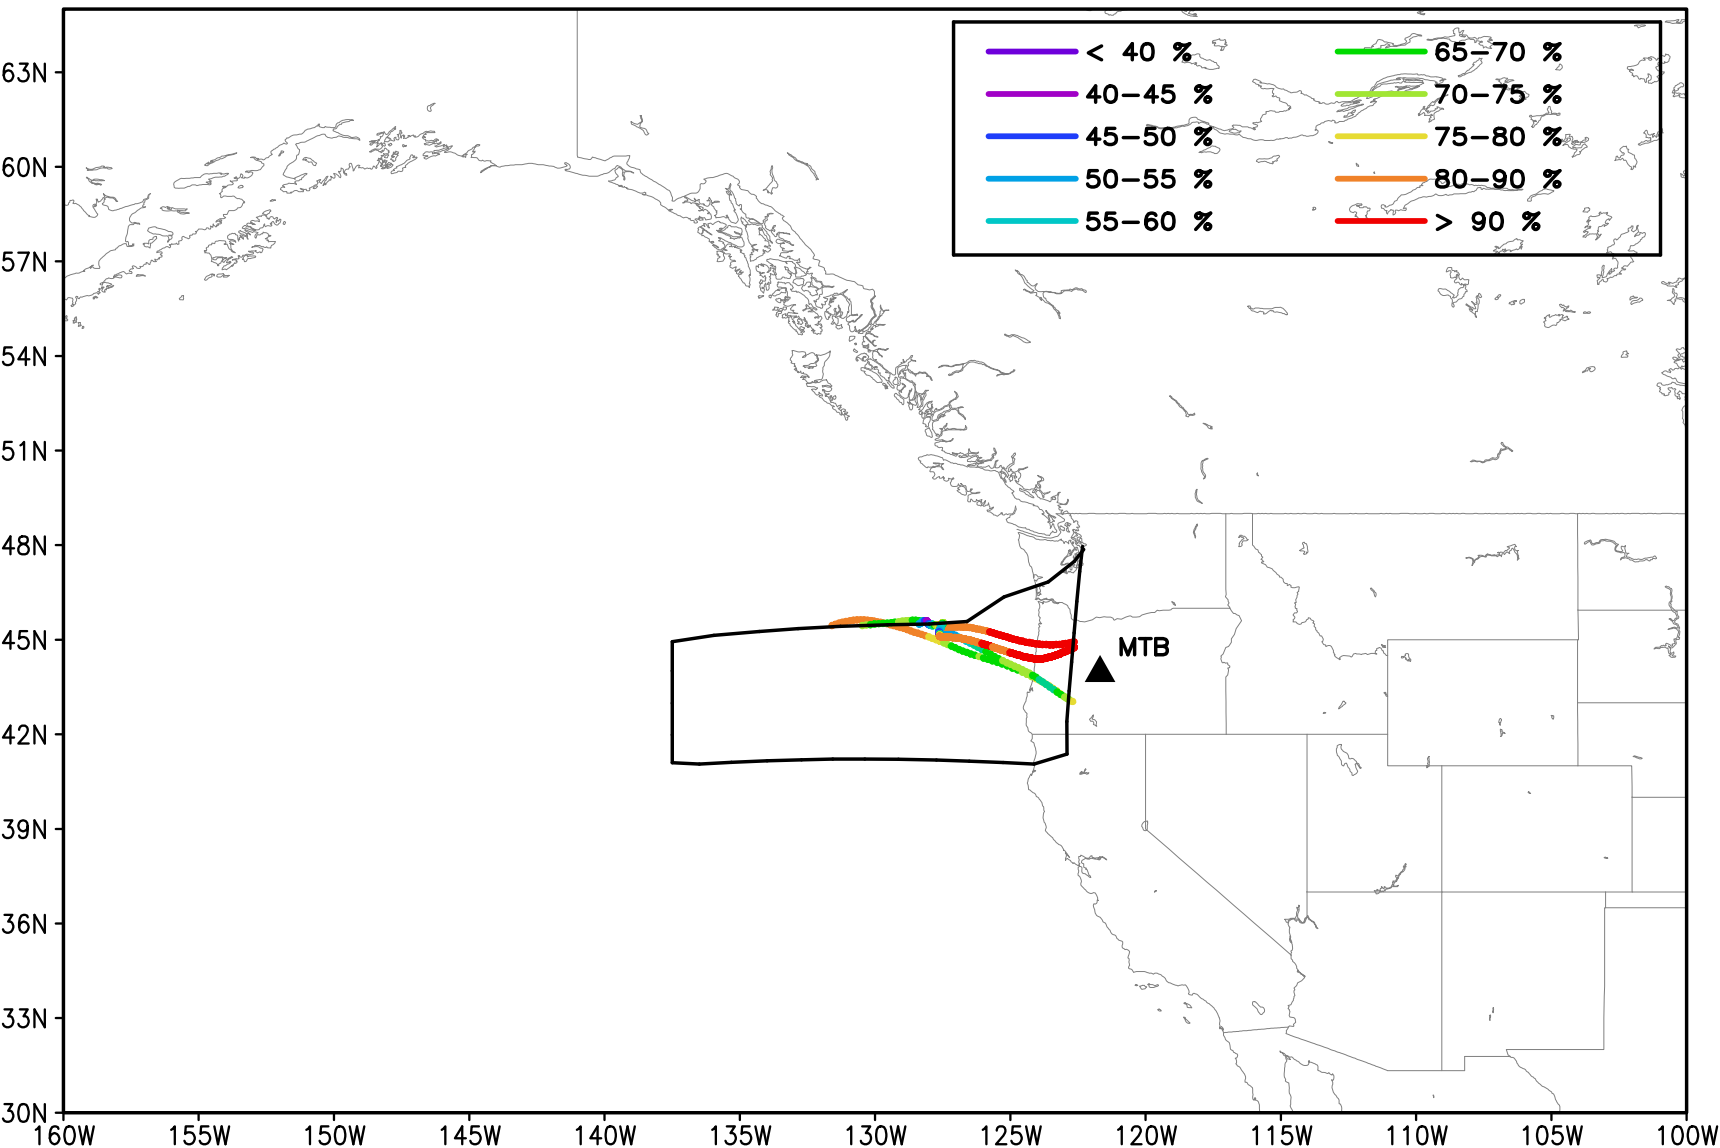 < 40 % 65-70 %
63N
40-45 % 70-75 %
45-50 % 75-80 %
60N
50-55 % 80-90 %
55-60 % > 90 %
57N
54N
51N
48N
45N
MTB
42N
39N
36N
33N
30N
160W 155W 150W 145W 140W 135W 130W 125W 120W 115W 110W 105W 100W